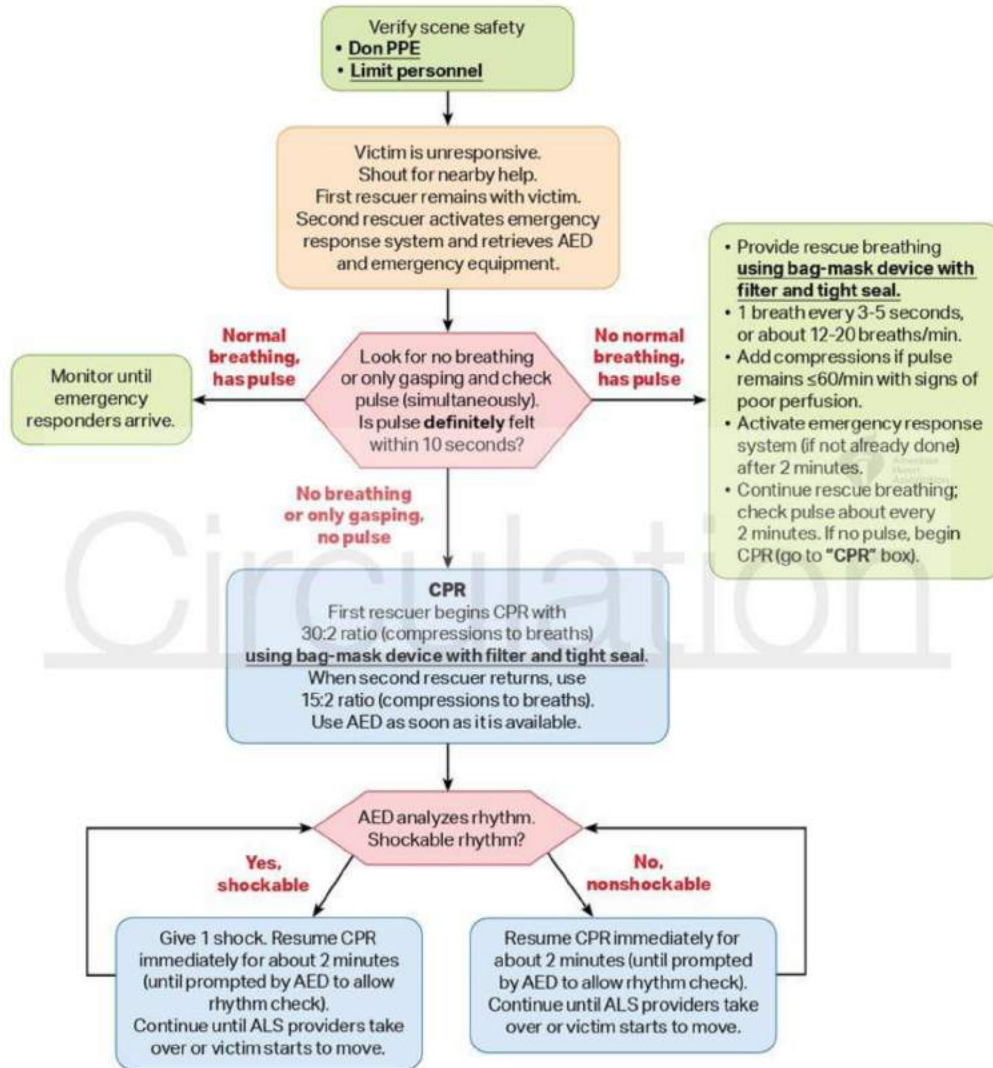 Verify scene safety
• Don PPE
• Limit personnel
Victim is unresponsive.
Shout for nearby help.
First rescuer remains with victim.
Second rescuer activates emergency
response system and retrieves AED
and emergency equipment.
Normal
breathing,
has pulse
Monitor until
emergency
responders arrive.
Look for no breathing
or only gasping and check
pulse (simultaneously).
Is pulse definitely felt
within 10 seconds?
No normal
breathing,
has pulse
• Provide rescue breathing
using bag-mask device with
filter and tight seal.
• 1 breath every 3-5 seconds,
or about 12-20 breaths/min.
• Add compressions if pulse
remains ≤60/min with signs of
poor perfusion.
• Activate emergency response
system (if not already done)
after 2 minutes.
• Continue rescue breathing;
check pulse about every
2 minutes. If no pulse, begin
CPR (go to "CPR" box).
American
Heart
Association
No breathing
or only gasping,
no pulse
Circulation
CPR
First rescuer begins CPR with
30:2 ratio (compressions to breaths)
using bag-mask device with filter and tight seal.
When second rescuer returns, use
15:2 ratio (compressions to breaths).
Use AED as soon as it is available.
AED analyzes rhythm.
Shockable rhythm?
Yes,
shockable
No,
nonshockable
Give 1 shock. Resume CPR
immediately for about 2 minutes
(until prompted by AED to allow
rhythm check).
Continue until ALS providers take
over or victim starts to move.
Resume CPR immediately for
about 2 minutes (until prompted
by AED to allow rhythm check).
Continue until ALS providers take
over or victim starts to move.